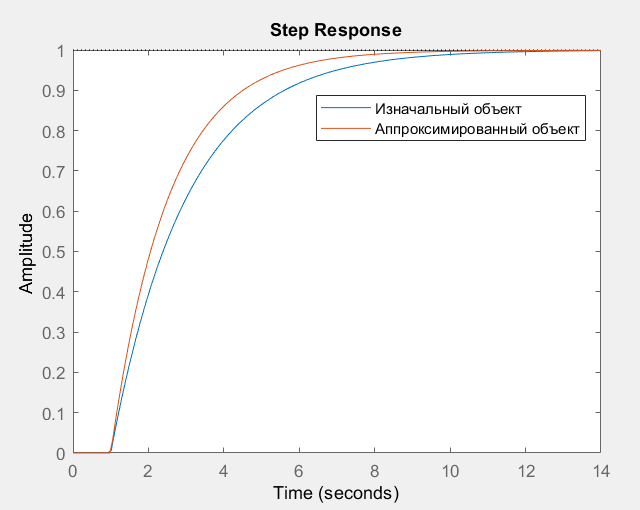 Step Response
1
0.9
0.8
0.7
0.6
0.5
0.4
0.3
0.2
0.1
0
Amplitude
Изначальный объект
Аппроксимированный объект
0 2 4 6 8 10 12 14
Time (seconds)